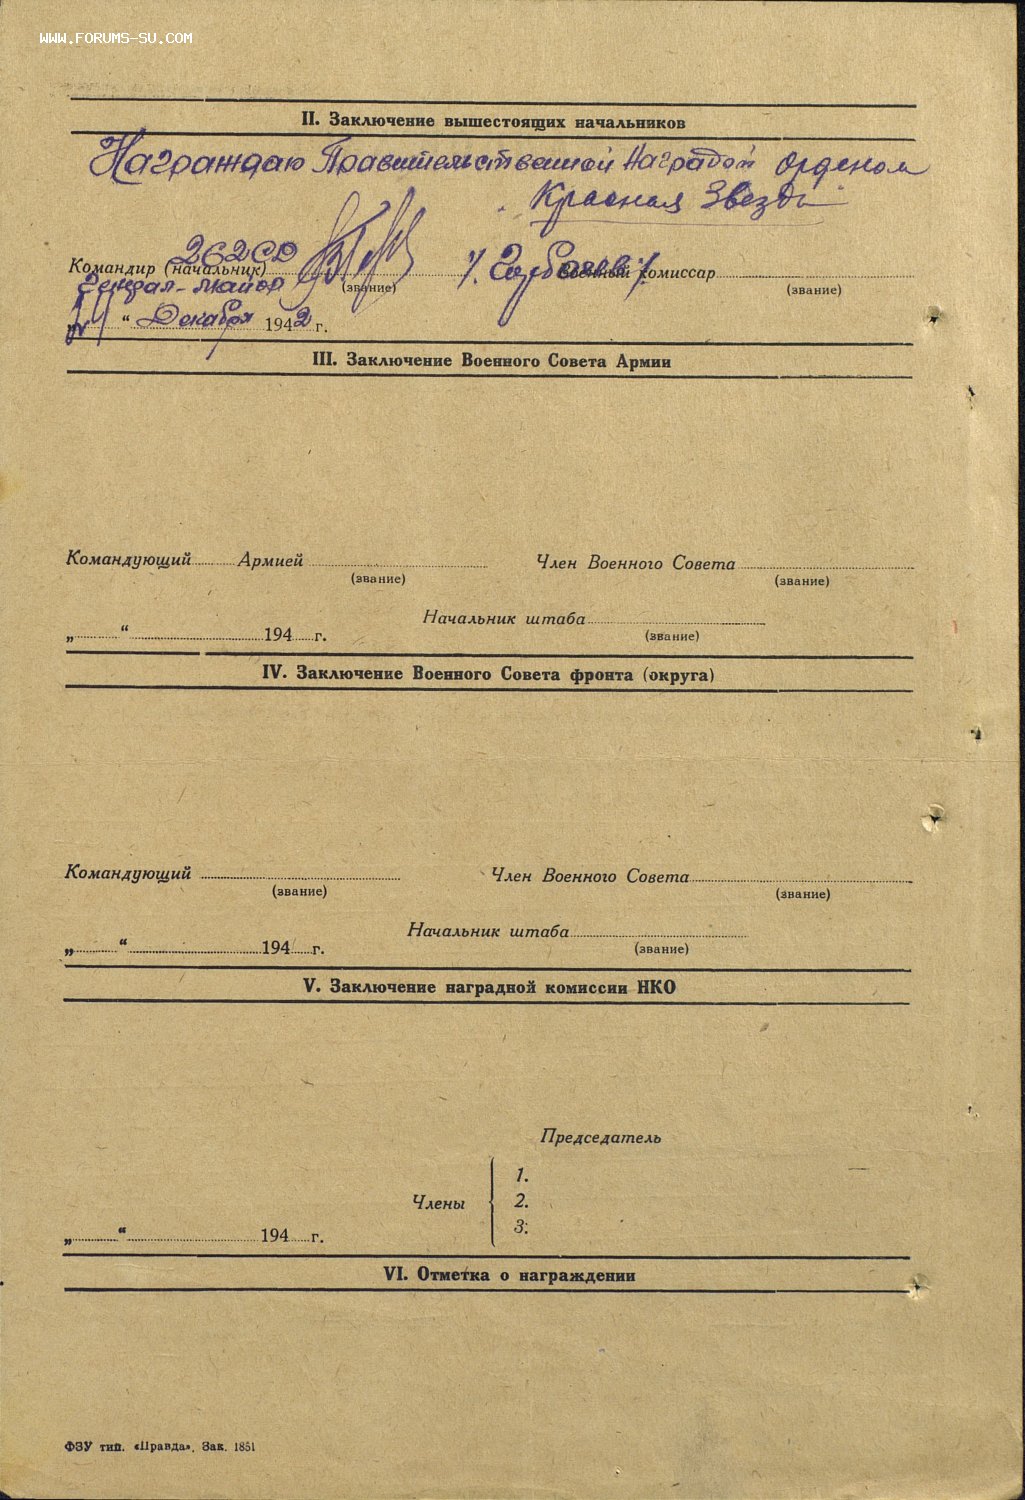 WWW.FORUMS-SU.COM
II. Заключение вышестоящих начальников
Награждаю Правительственной Наградой орденом
Красная Звезда
262 СД
Командир (начальник) /Горбачев/ Военный комиссар
Генерал-майор (звание) (звание)
„ “ Декабря 1942 г.
III. Заключение Военного Совета Армии
Командующий Армией Член Военного Совета
(звание) (звание)
Начальник штаба
„ “ 194 г. (звание)
IV. Заключение Военного Совета фронта (округа)
Командующий Член Военного Совета
(звание) (звание)
Начальник штаба
„ “ 194 г. (звание)
V. Заключение наградной комиссии НКО
Председатель
1.
Члены 2.
3.
„ “ 194 г.
VI. Отметка о награждении
ФЗУ тип. «Правда», Зак. 1851